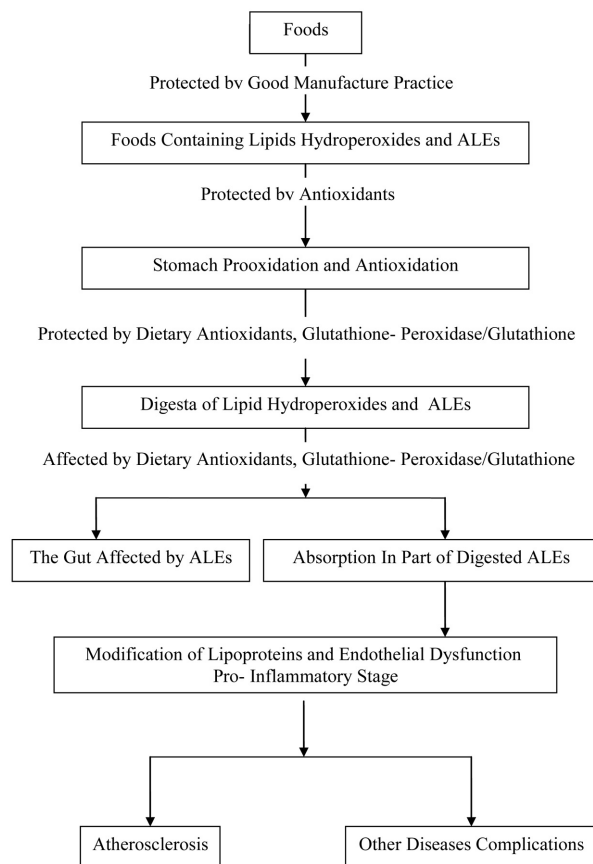 Foods
Protected by Good Manufacture Practice
Foods Containing Lipids Hydroperoxides and ALEs
Protected by Antioxidants
Stomach Prooxidation and Antioxidation
Protected by Dietary Antioxidants, Glutathione- Peroxidase/Glutathione
Digesta of Lipid Hydroperoxides and ALEs
Affected by Dietary Antioxidants, Glutathione- Peroxidase/Glutathione
The Gut Affected by ALEs
Absorption In Part of Digested ALEs
Modification of Lipoproteins and Endothelial Dysfunction
Pro- Inflammatory Stage
Atherosclerosis
Other Diseases Complications